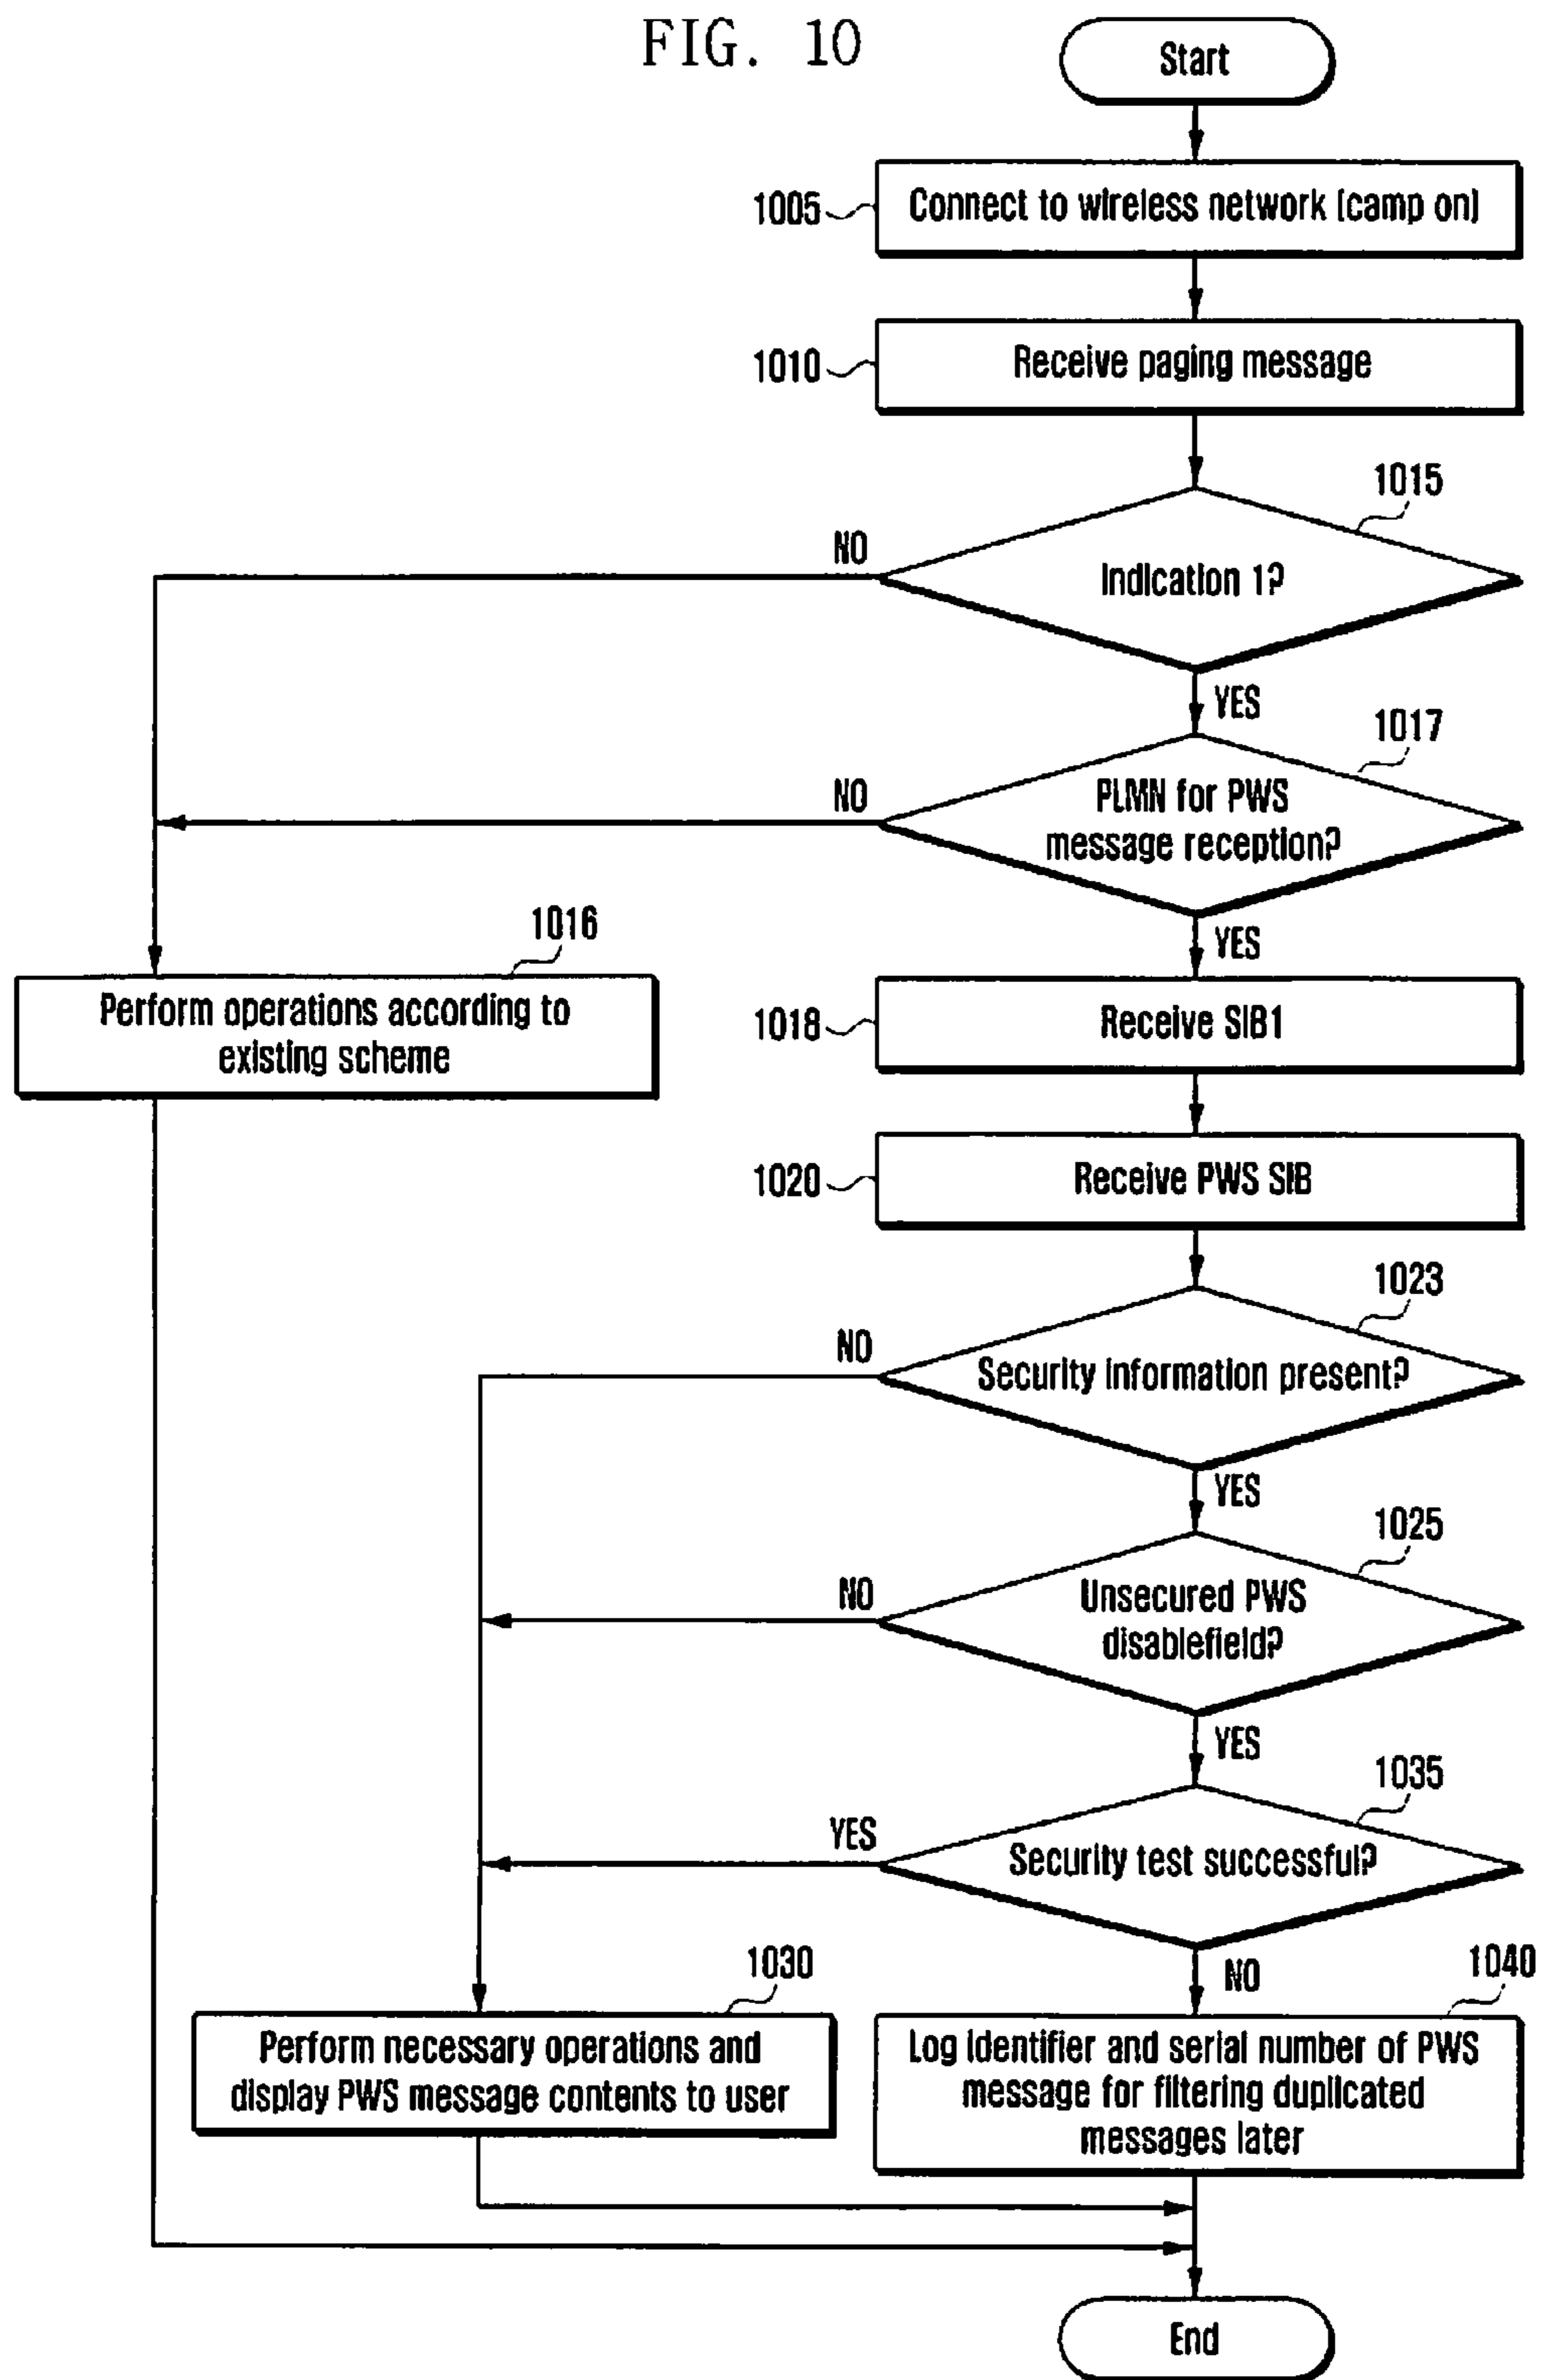 FIG. 10
Start
1005
Connect to wireless network (camp on)
1010
Receive paging message
1015
NO
Indication 1?
YES
1017
NO
PLMN for PWS
message reception?
1016
YES
Perform operations according to
existing scheme
1018
Receive SIB1
1020
Receive PWS SIB
1023
NO
Security information present?
YES
1025
NO
Unsecured PWS
disablefield?
YES
1035
YES
Security test successful?
1030
NO
1040
Perform necessary operations and
display PWS message contents to user
Log identifier and serial number of PWS
message for filtering duplicated
messages later
End